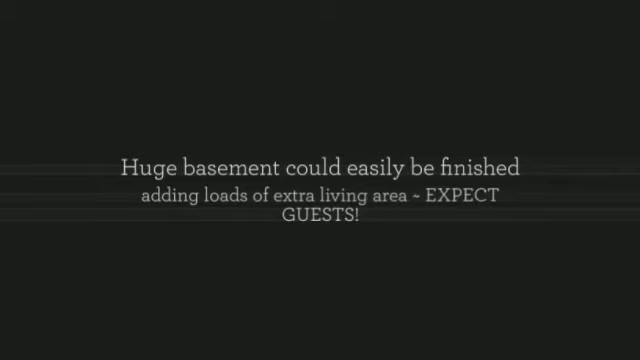 Huge basement could easily be finished
adding loads of extra living area ~ EXPECT
GUESTS!